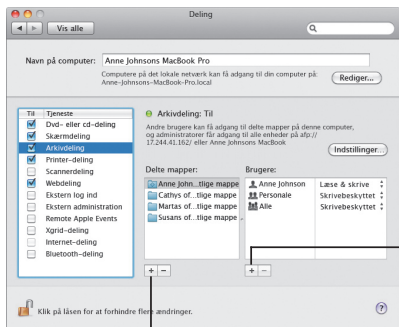 Deling
Vis alle
Navn på computer: Anne Johnsons MacBook Pro
Computere på det lokale netværk kan få adgang til din computer på:
Anne-Johnsons-MacBook-Pro.local
Rediger...
Til Tjeneste
Dvd- eller cd-deling
Skærmdeling
Arkivdeling
Printer-deling
Scannerdeling
Webdeling
Ekstern log ind
Ekstern administration
Remote Apple Events
Xgrid-deling
Internet-deling
Bluetooth-deling
Arkivdeling: Til
Andre brugere kan få adgang til delte mapper på denne computer,
og administratorer får adgang til alle enheder på afp://
17.244.41.162/ eller Anne Johnsons MacBook
Indstillinger...
Delte mapper:
Anne John...tlige mappe
Cathys of...tlige mappe
Martas of...tlige mappe
Susans of...tlige mappe
Brugere:
Anne Johnson Læse & skrive
Personale Skrivebeskyttet
Alle Skrivebeskyttet
+ −
+ −
Klik på låsen for at forhindre flere ændringer.
?